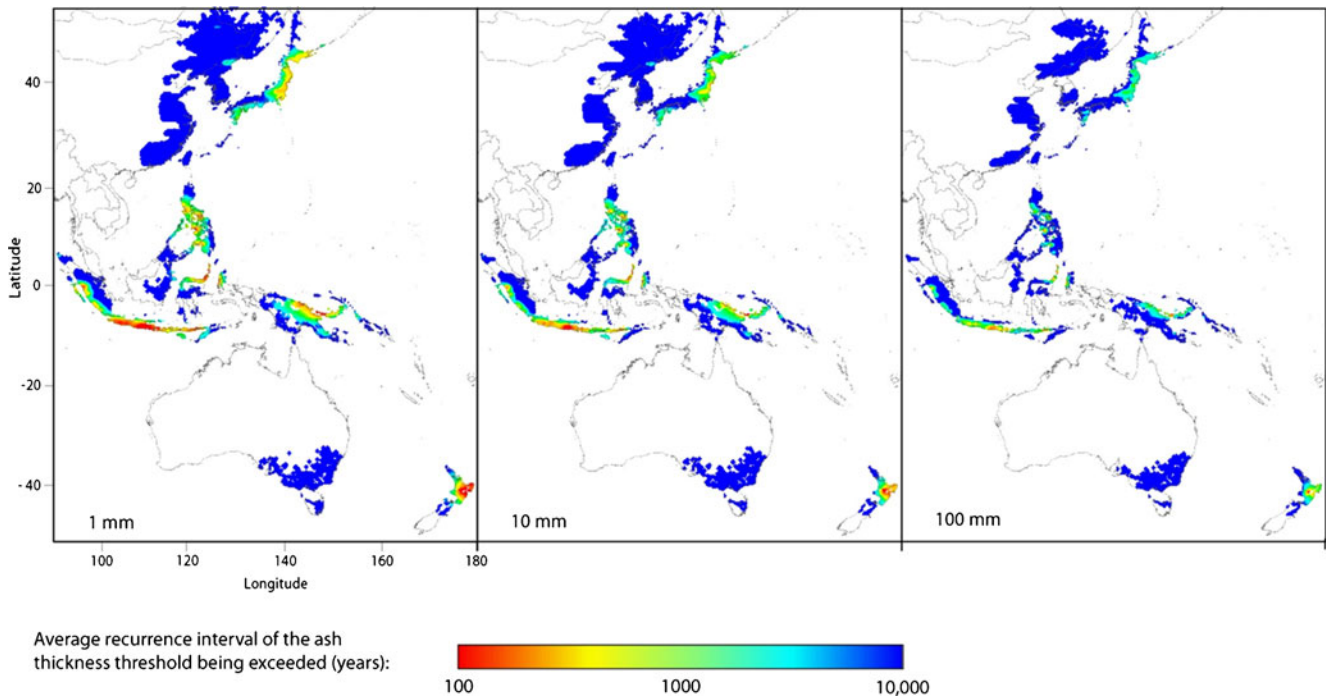 Latitude
40
20
0
-20
-40
1 mm
10 mm
100 mm
100
120
140
160
180
Longitude
Average recurrence interval of the ash
thickness threshold being exceeded (years):
100
1000
10,000